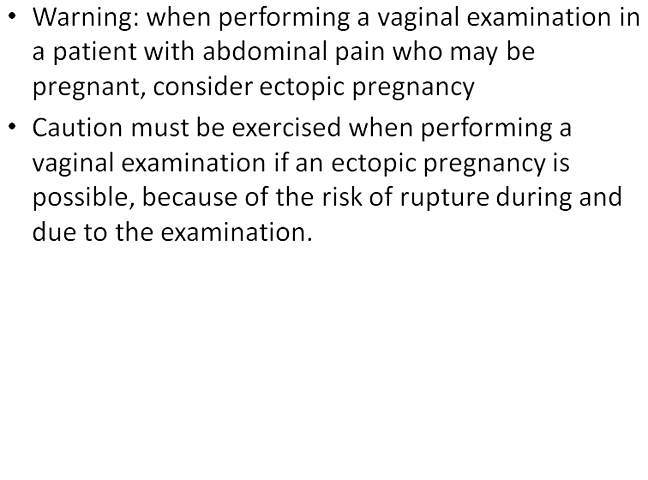 • Warning: when performing a vaginal examination in
a patient with abdominal pain who may be
pregnant, consider ectopic pregnancy
• Caution must be exercised when performing a
vaginal examination if an ectopic pregnancy is
possible, because of the risk of rupture during and
due to the examination.